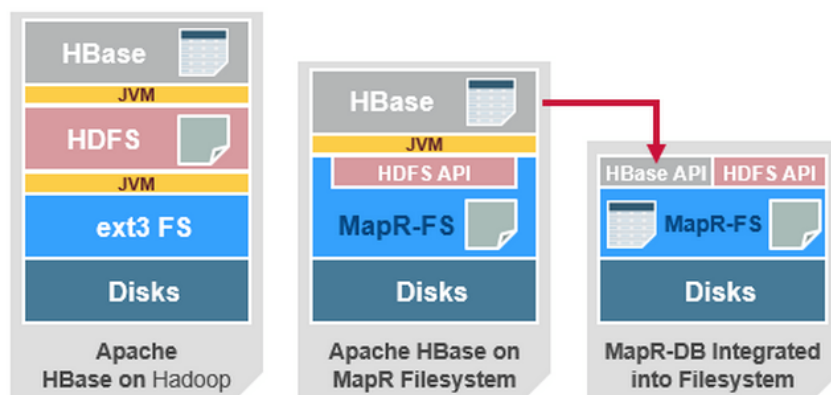 HBase
JVM
HDFS
JVM
ext3 FS
Disks
Apache
HBase on Hadoop
HBase
JVM
HDFS API
MapR-FS
Disks
Apache HBase on
MapR Filesystem
HBase API HDFS API
MapR-FS
Disks
MapR-DB Integrated
into Filesystem